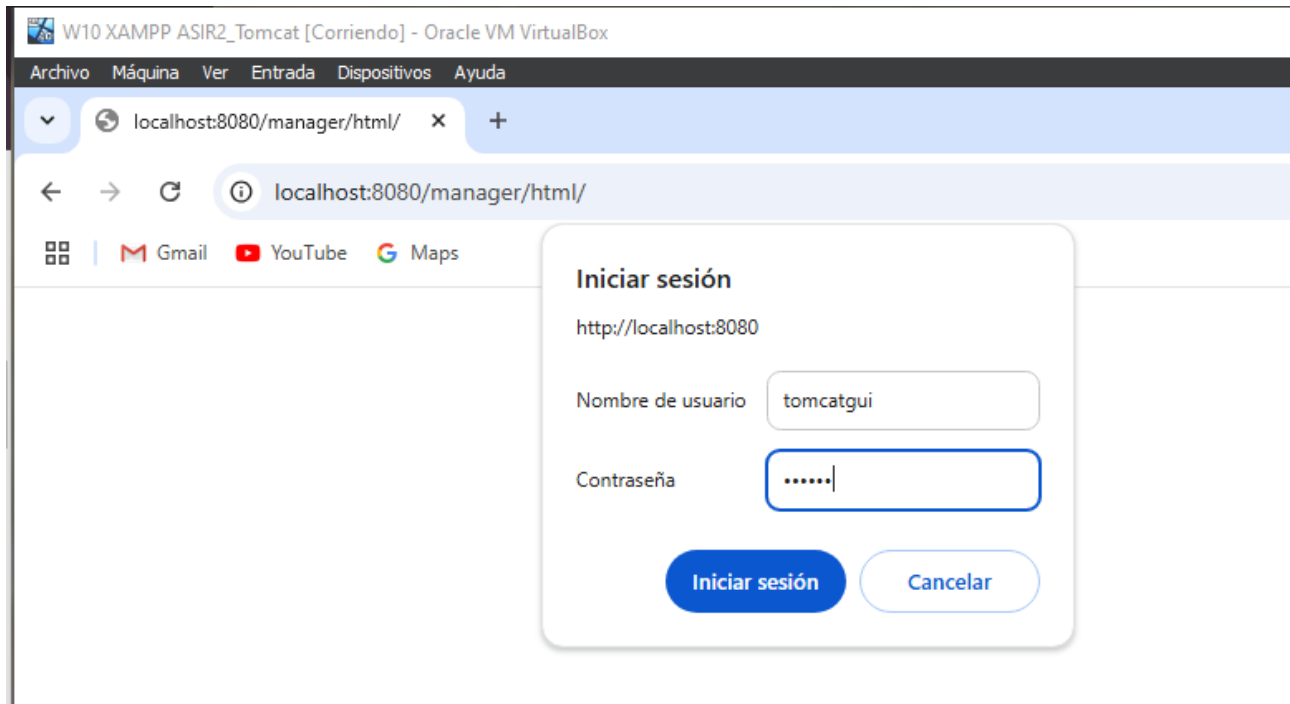 W10 XAMPP ASIR2_Tomcat [Corriendo] - Oracle VM VirtualBox
Archivo Máquina Ver Entrada Dispositivos Ayuda
localhost:8080/manager/html/
localhost:8080/manager/html/
Gmail YouTube Maps
Iniciar sesión
http://localhost:8080
Nombre de usuario tomcatgui
Contraseña ••••••
Iniciar sesión Cancelar